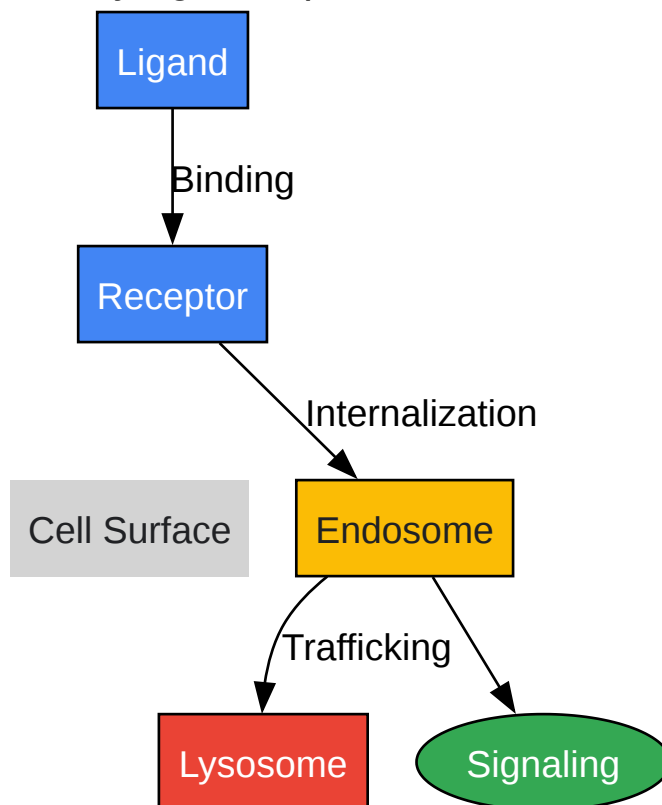 Ligand
Binding
Receptor
Internalization
Cell Surface
Endosome
Trafficking
Lysosome
Signaling